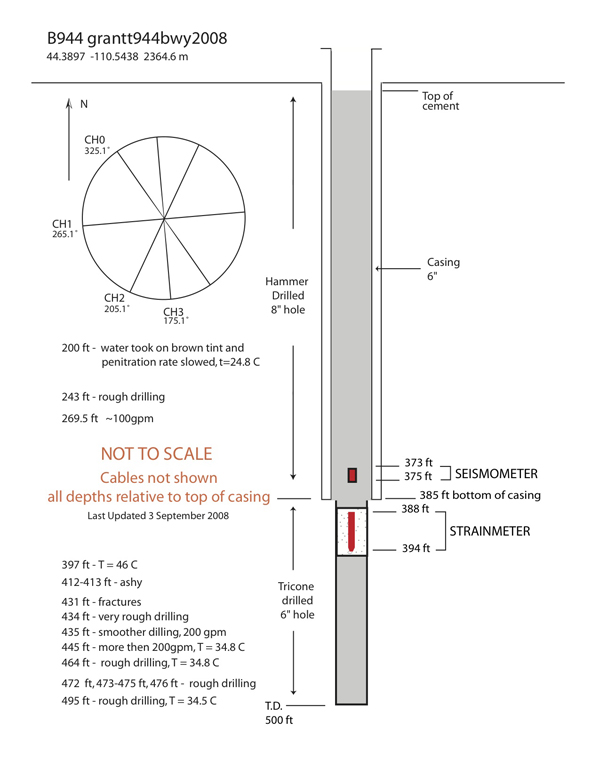 B944 grantt944bwy2008
44.3897 -110.5438 2364.6 m
N
CH0
325.1°
CH1
265.1°
CH2
205.1°
CH3
175.1°
Top of
cement
Casing
6"
Hammer
Drilled
8" hole
200 ft - water took on brown tint and
penitration rate slowed, t=24.8 C
243 ft - rough drilling
269.5 ft ~100gpm
NOT TO SCALE
Cables not shown
all depths relative to top of casing
Last Updated 3 September 2008
373 ft
375 ft
SEISMOMETER
385 ft bottom of casing
388 ft
STRAINMETER
394 ft
397 ft - T = 46 C
412-413 ft - ashy
431 ft - fractures
434 ft - very rough drilling
435 ft - smoother dilling, 200 gpm
445 ft - more then 200gpm, T = 34.8 C
464 ft - rough drilling, T = 34.8 C
472 ft, 473-475 ft, 476 ft - rough drilling
495 ft - rough drilling, T = 34.5 C
Tricone
drilled
6" hole
T.D.
500 ft